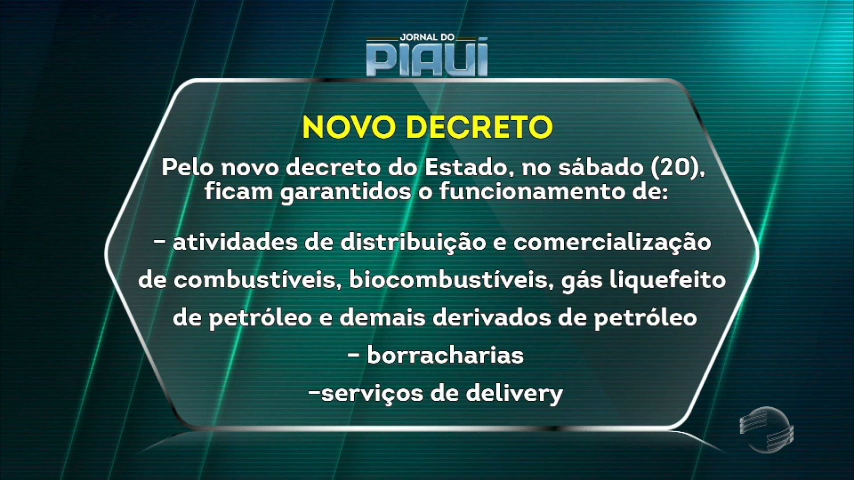 JORNAL DO
PIAUÍ
NOVO DECRETO
Pelo novo decreto do Estado, no sábado (20),
ficam garantidos o funcionamento de:
- atividades de distribuição e comercialização
de combustíveis, biocombustíveis, gás liquefeito
de petróleo e demais derivados de petróleo
- borracharias
-serviços de delivery